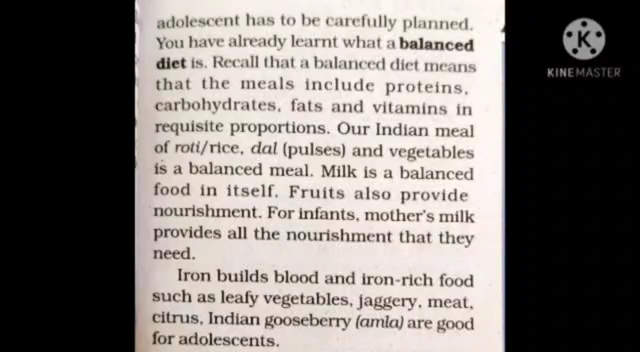 adolescent has to be carefully planned.
You have already learnt what a balanced
diet is. Recall that a balanced diet means
that the meals include proteins,
carbohydrates, fats and vitamins in
requisite proportions. Our Indian meal
of roti/rice, dal (pulses) and vegetables
is a balanced meal. Milk is a balanced
food in itself. Fruits also provide
nourishment. For infants, mother's milk
provides all the nourishment that they
need.
Iron builds blood and iron-rich food
such as leafy vegetables, jaggery, meat,
citrus, Indian gooseberry (amla) are good
for adolescents.
K
KINEMASTER